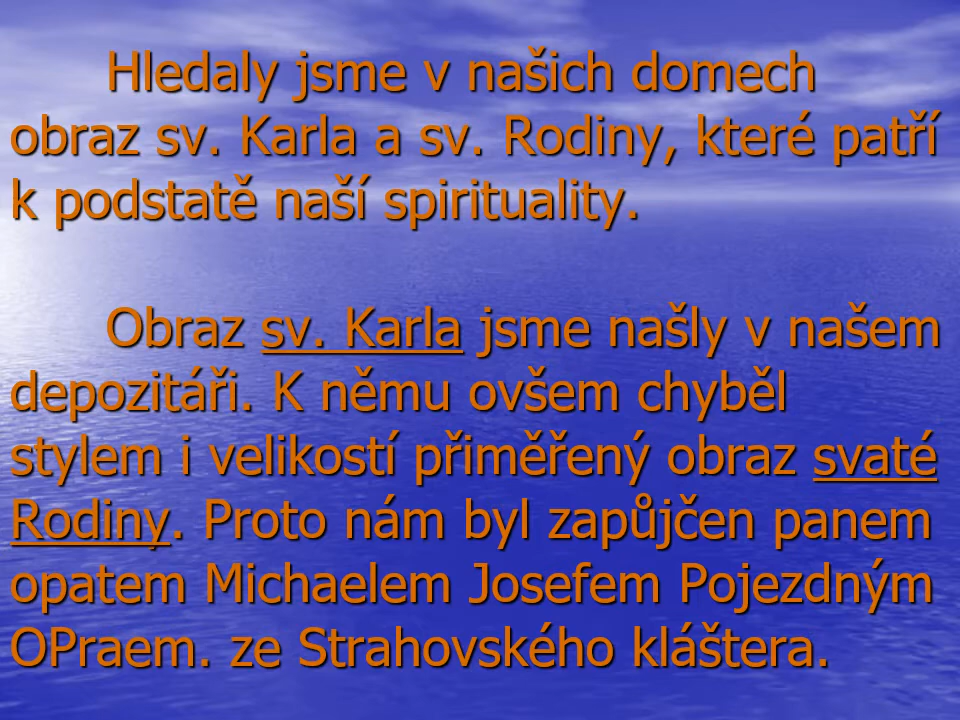 Hledaly jsme v našich domech
obraz sv. Karla a sv. Rodiny, které patří
k podstatě naší spirituality.
Obraz sv. Karla jsme našly v našem
depozitáři. K němu ovšem chyběl
stylem i velikostí přiměřený obraz svaté
Rodiny. Proto nám byl zapůjčen panem
opatem Michaelem Josefem Pojezdným
OPraem. ze Strahovského kláštera.